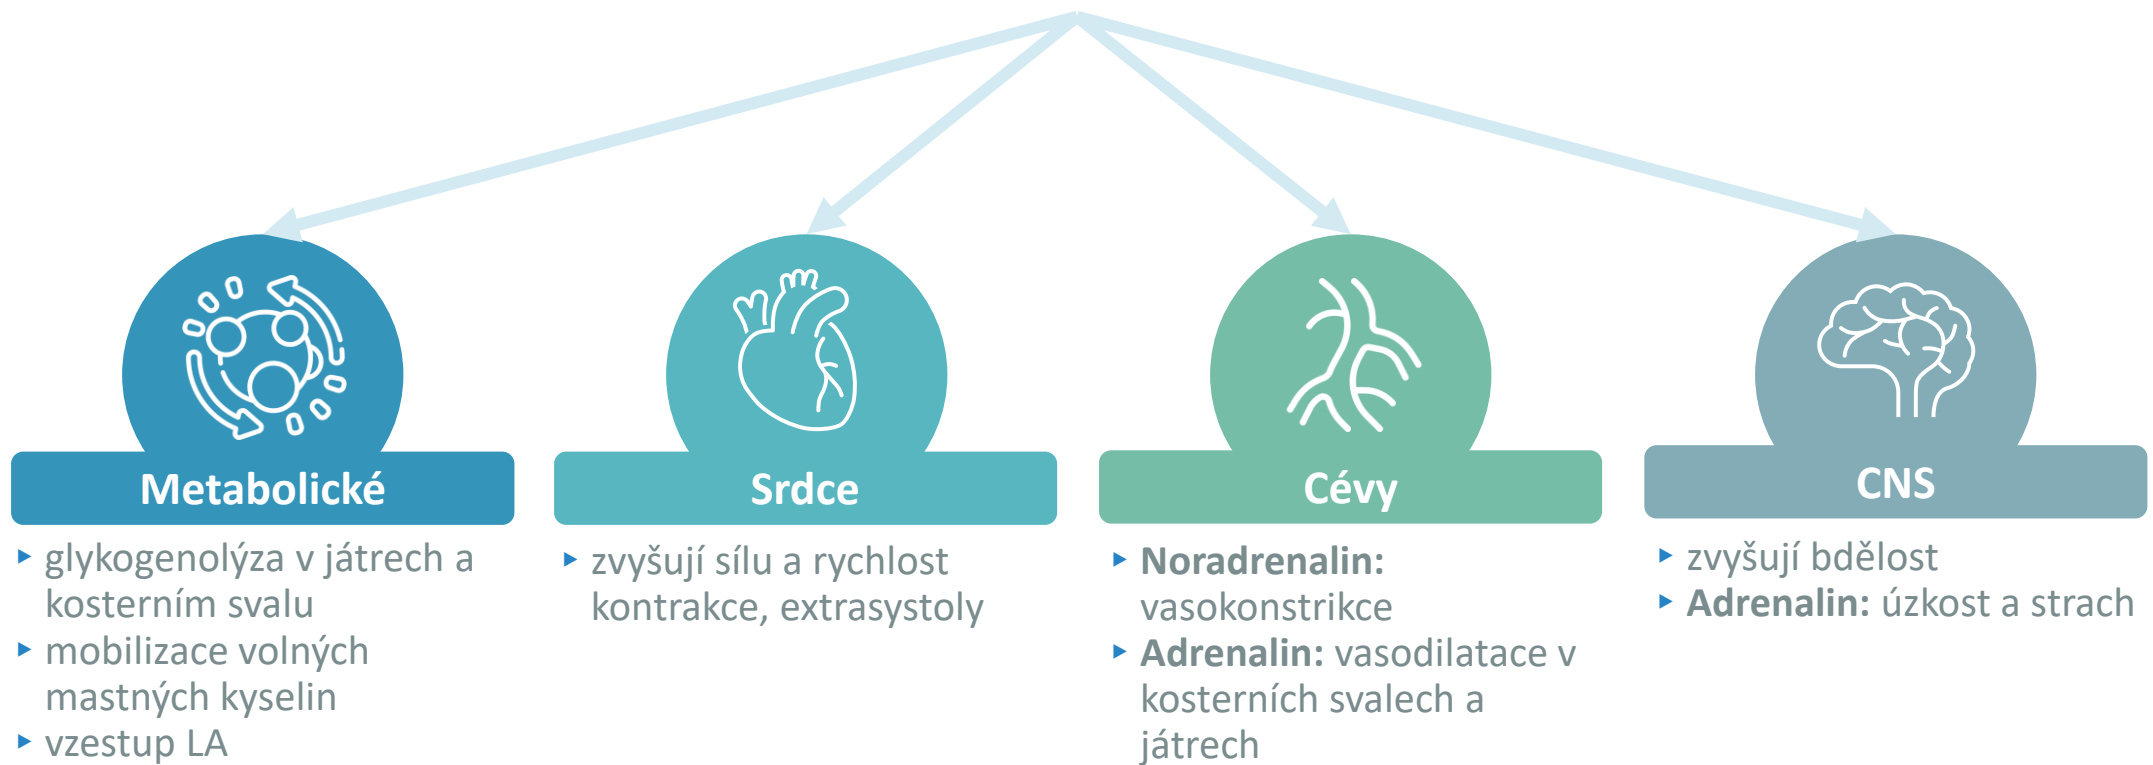 Metabolické
glykogenolýza v játrech a
kosterním svalu
mobilizace volných
mastných kyselin
vzestup LA
Srdce
zvyšují sílu a rychlost
kontrakce, extrasystoly
Cévy
Noradrenalin:
vasokonstrikce
Adrenalin: vasodilatace v
kosterních svalech a
játrech
CNS
zvyšují bdělost
Adrenalin: úzkost a strach